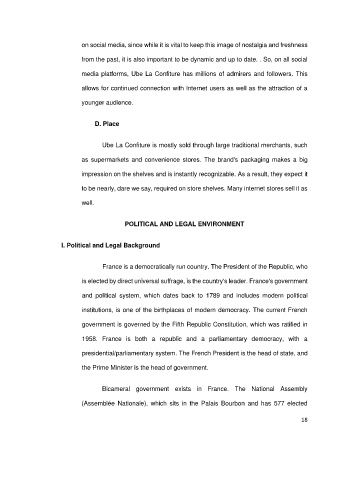 on social media, since while it is vital to keep this image of nostalgia and freshness
from the past, it is also important to be dynamic and up to date. . So, on all social
media platforms, Ube La Confiture has millions of admirers and followers. This
allows for continued connection with Internet users as well as the attraction of a
younger audience.
D. Place
Ube La Confiture is mostly sold through large traditional merchants, such
as supermarkets and convenience stores. The brand's packaging makes a big
impression on the shelves and is instantly recognizable. As a result, they expect it
to be nearly, dare we say, required on store shelves. Many internet stores sell it as
well.
POLITICAL AND LEGAL ENVIRONMENT
I. Political and Legal Background
France is a democratically run country. The President of the Republic, who
is elected by direct universal suffrage, is the country's leader. France's government
and political system, which dates back to 1789 and includes modern political
institutions, is one of the birthplaces of modern democracy. The current French
government is governed by the Fifth Republic Constitution, which was ratified in
1958. France is both a republic and a parliamentary democracy, with a
presidential/parliamentary system. The French President is the head of state, and
the Prime Minister is the head of government.
Bicameral government exists in France. The National Assembly
(Assemblée Nationale), which sits in the Palais Bourbon and has 577 elected
18